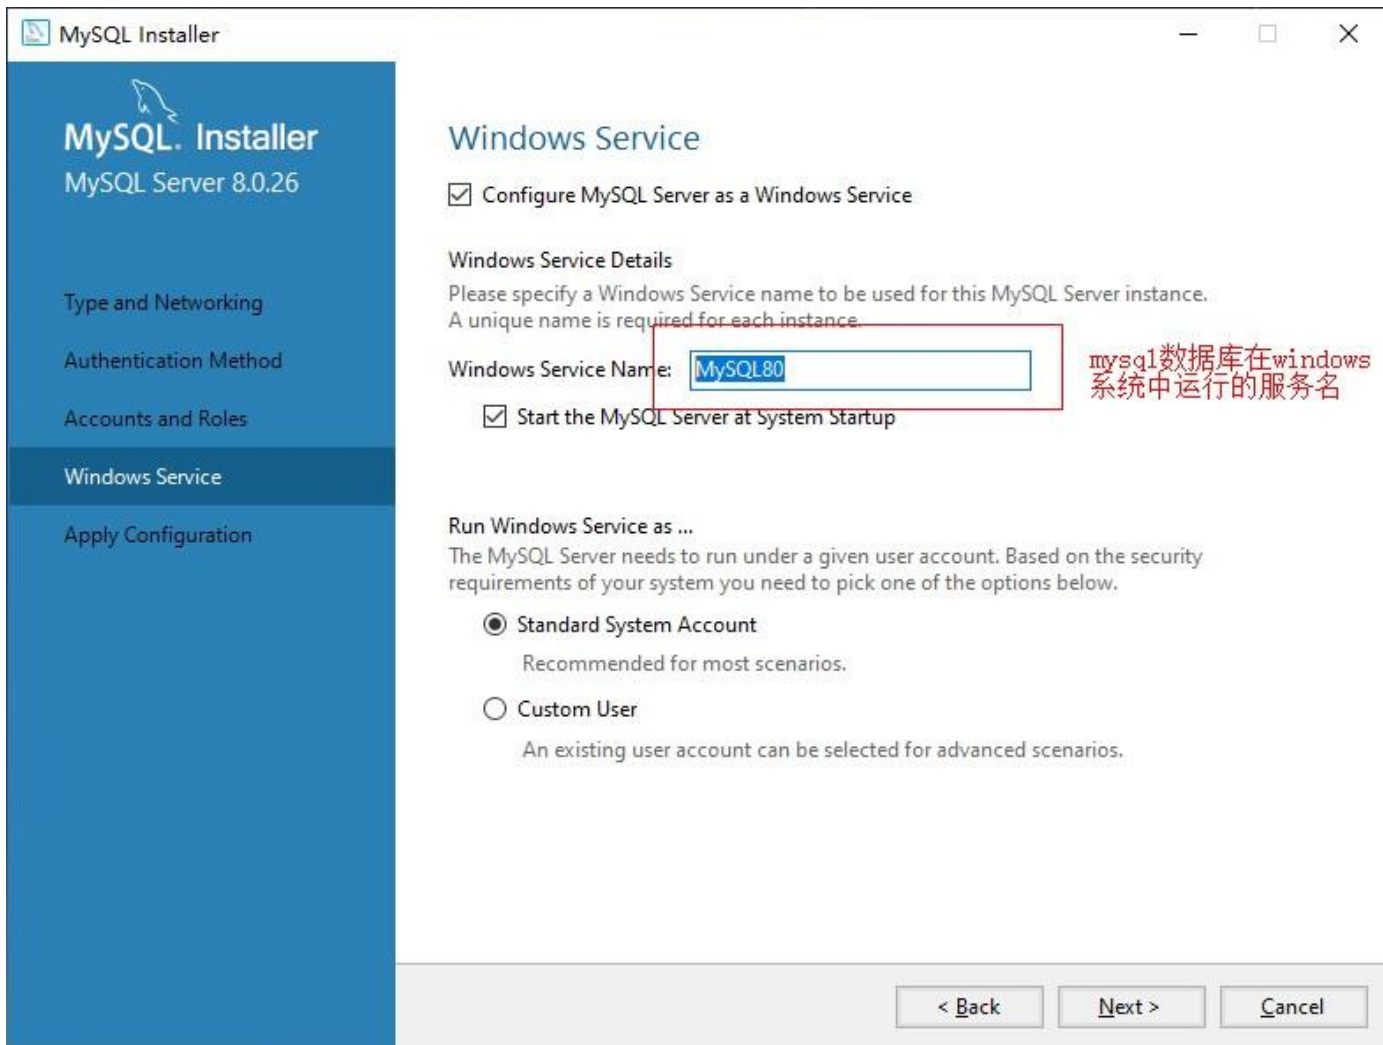 MySQL Installer
MySQL. Installer
MySQL Server 8.0.26
Type and Networking
Authentication Method
Accounts and Roles
Windows Service
Apply Configuration
Windows Service
Configure MySQL Server as a Windows Service
Windows Service Details
Please specify a Windows Service name to be used for this MySQL Server instance.
A unique name is required for each instance.
Windows Service Name: MySQL80
mysql数据库在windows
系统中运行的服务名
Start the MySQL Server at System Startup
Run Windows Service as ...
The MySQL Server needs to run under a given user account. Based on the security
requirements of your system you need to pick one of the options below.
Standard System Account
Recommended for most scenarios.
Custom User
An existing user account can be selected for advanced scenarios.
< Back Next > Cancel